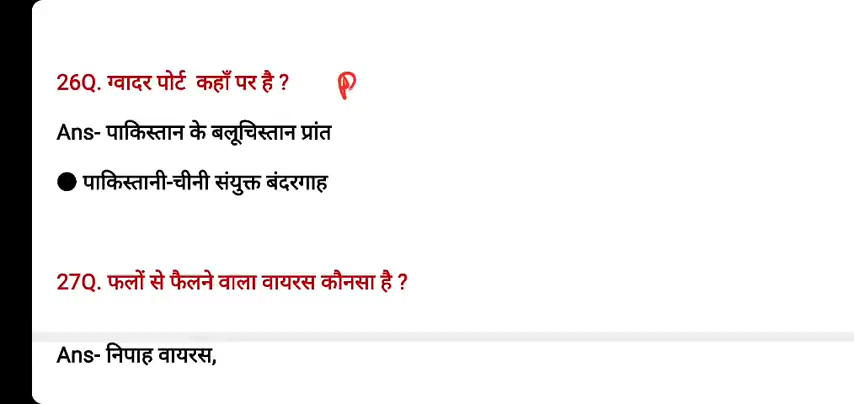 26Q. ग्वादर पोर्ट कहाँ पर है ?
Ans- पाकिस्तान के बलूचिस्तान प्रांत
● पाकिस्तानी-चीनी संयुक्त बंदरगाह
27Q. फलों से फैलने वाला वायरस कौनसा है ?
Ans- निपाह वायरस,